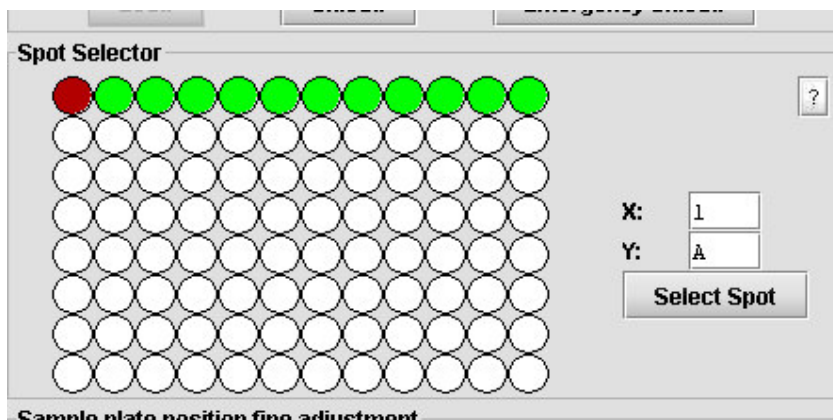 Spot Selector
?
X: 1
Y: A
Select Spot
Sample plate position fine adjustment